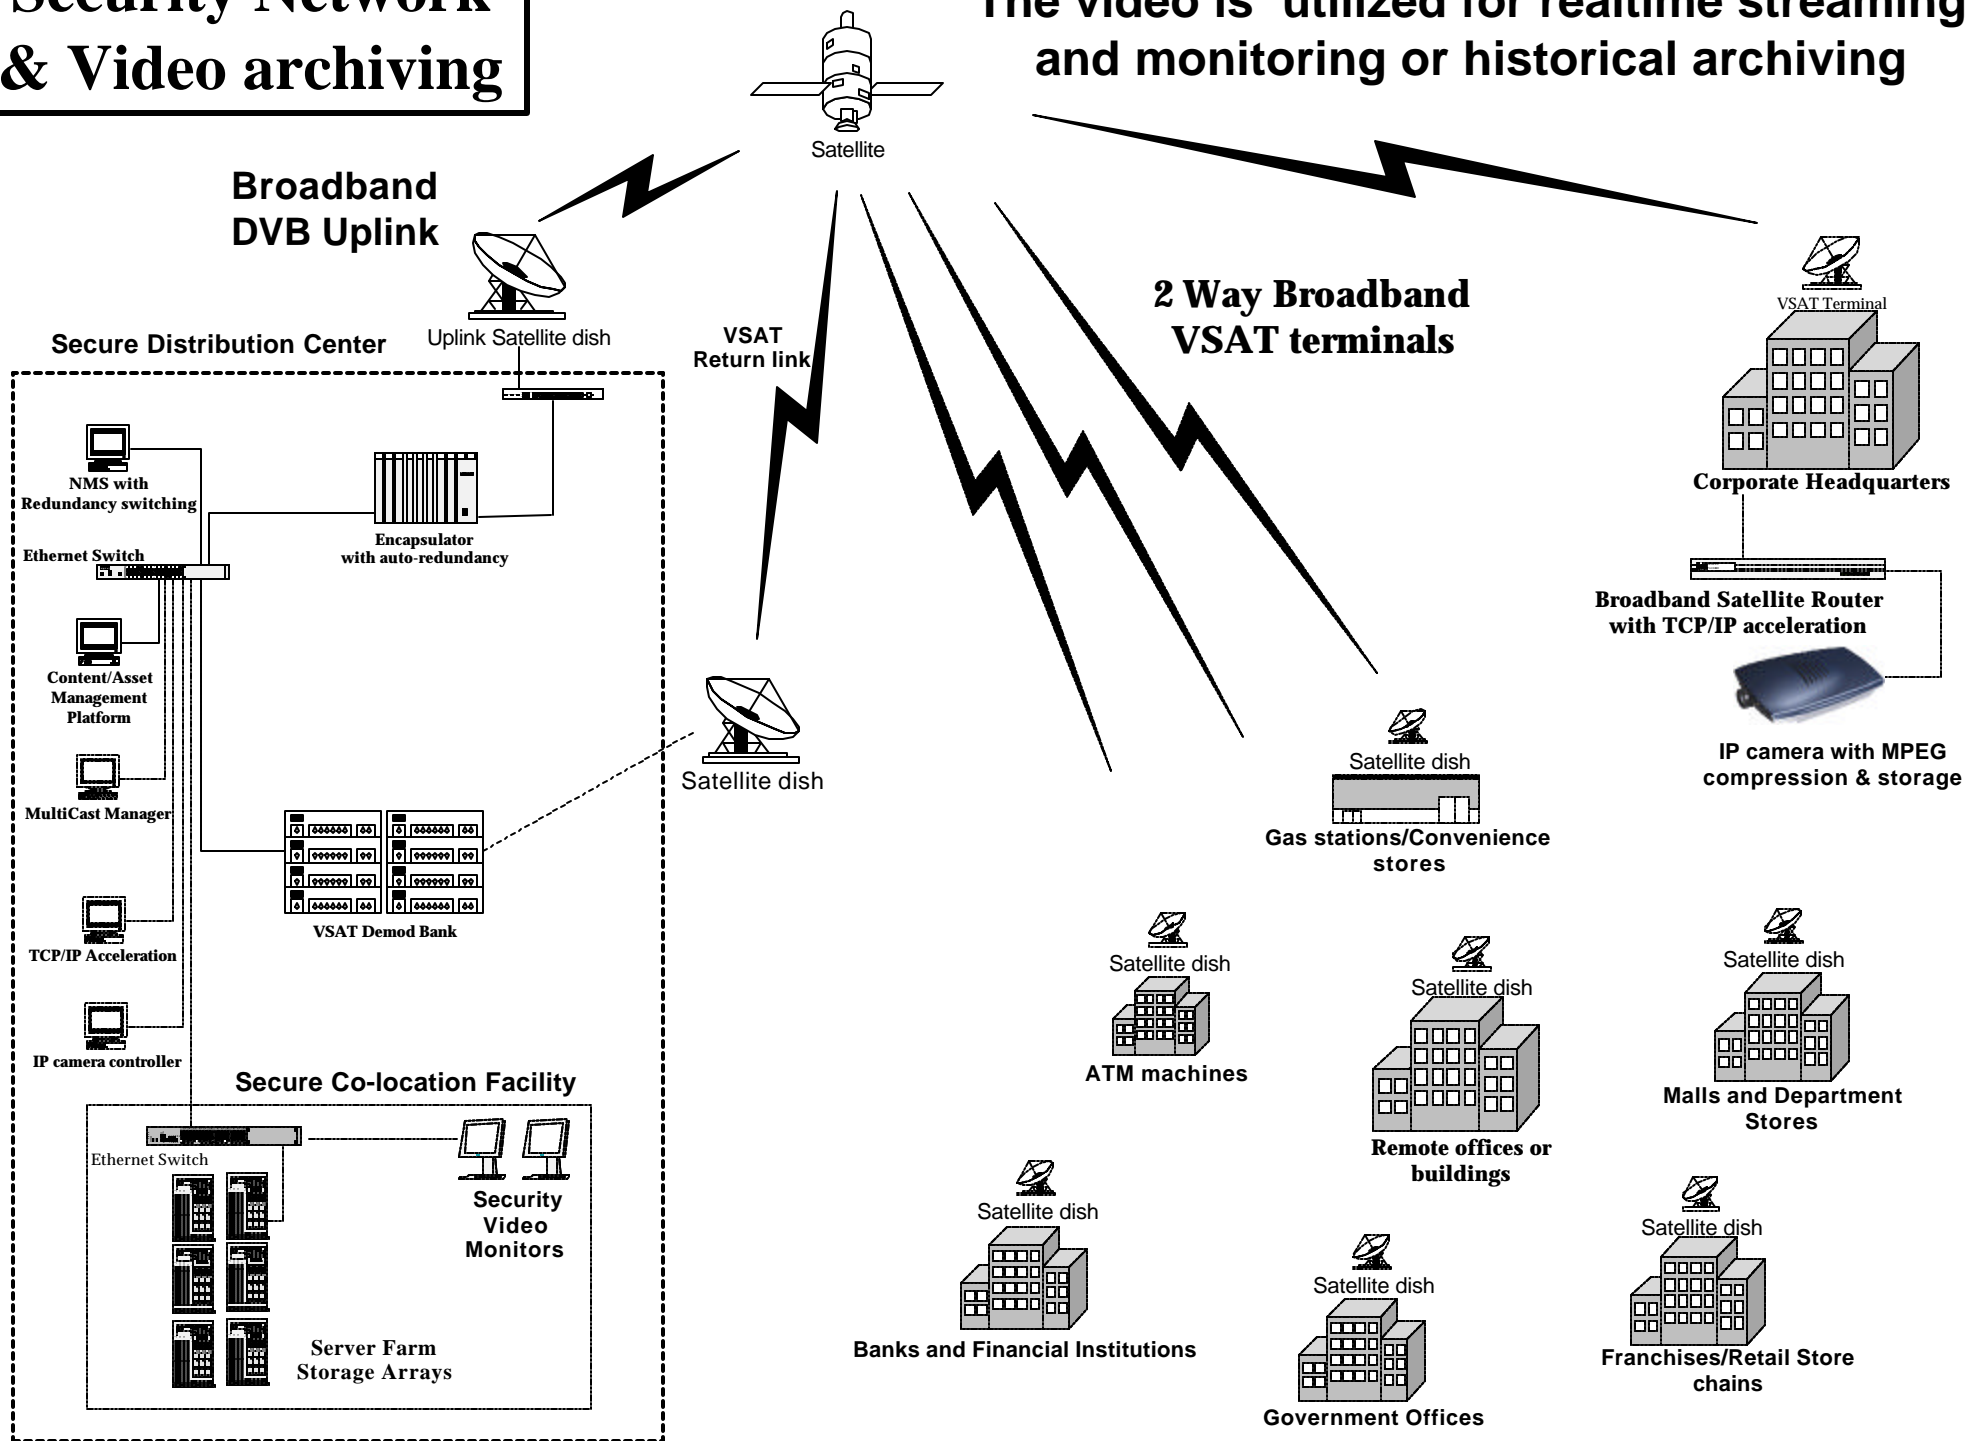 Security Network
& Video archiving
The video is utilized for realtime streaming
and monitoring or historical archiving
Satellite
Broadband
DVB Uplink
Uplink Satellite dish
VSAT
Return link
2 Way Broadband
VSAT terminals
VSAT Terminal
Corporate Headquarters
Broadband Satellite Router
with TCP/IP acceleration
IP camera with MPEG
compression & storage
Secure Distribution Center
NMS with
Redundancy switching
Encapsulator
with auto-redundancy
Ethernet Switch
Content/Asset
Management
Platform
MultiCast Manager
VSAT Demod Bank
TCP/IP Acceleration
IP camera controller
Satellite dish
Secure Co-location Facility
Ethernet Switch
Security
Video
Monitors
Server Farm
Storage Arrays
Satellite dish
Gas stations/Convenience
stores
Satellite dish
ATM machines
Satellite dish
Remote offices or
buildings
Satellite dish
Malls and Department
Stores
Satellite dish
Banks and Financial Institutions
Satellite dish
Government Offices
Satellite dish
Franchises/Retail Store
chains